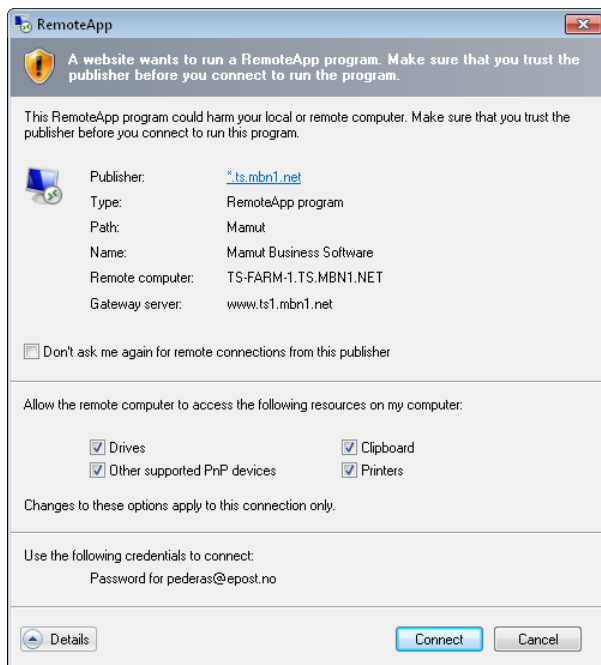 RemoteApp
A website wants to run a RemoteApp program. Make sure that you trust the
publisher before you connect to run the program.
This RemoteApp program could harm your local or remote computer. Make sure that you trust the
publisher before you connect to run this program.
Publisher: *.ts.mbn1.net
Type: RemoteApp program
Path: Mamut
Name: Mamut Business Software
Remote computer: TS-FARM-1.TS.MBN1.NET
Gateway server: www.ts1.mbn1.net
Don't ask me again for remote connections from this publisher
Allow the remote computer to access the following resources on my computer:
Drives Clipboard
Other supported PnP devices Printers
Changes to these options apply to this connection only.
Use the following credentials to connect:
Password for pederas@epost.no
Details Connect Cancel